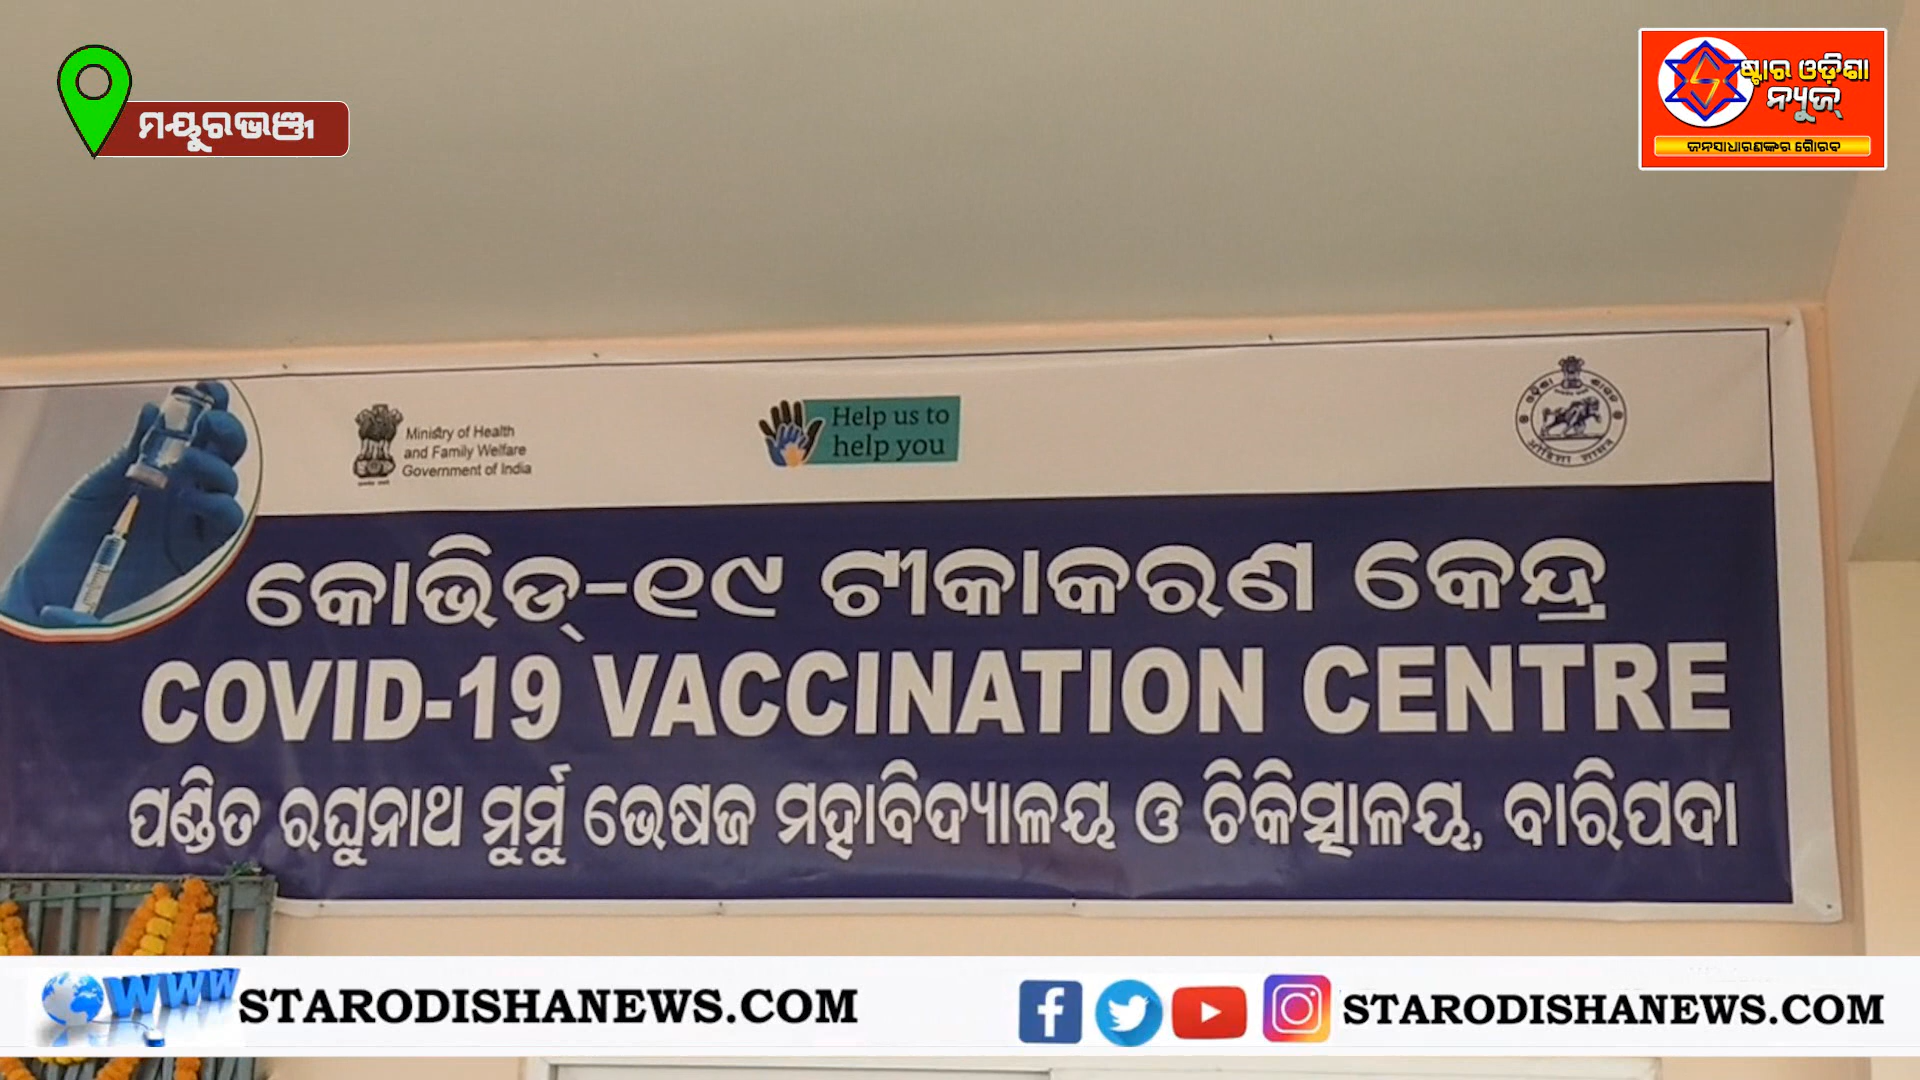 ମୟୂରଭଞ୍ଜ
ଷ୍ଟାର ଓଡ଼ିଶା
ନ୍ୟୁଜ୍
ଜନସାଧାରଣଙ୍କର ଗୌରବ
Ministry of Health
and Family Welfare
Government of India
Help us to
help you
କୋଭିଡ୍-୧୯ ଟୀକାକରଣ କେନ୍ଦ୍ର
COVID-19 VACCINATION CENTRE
ପଣ୍ଡିତ ରଘୁନାଥ ମୁର୍ମୁ ଭେଷଜ ମହାବିଦ୍ୟାଳୟ ଓ ଚିକିତ୍ସାଳୟ, ବାରିପଦା
WWW STARODISHANEWS.COM
STARODISHANEWS.COM